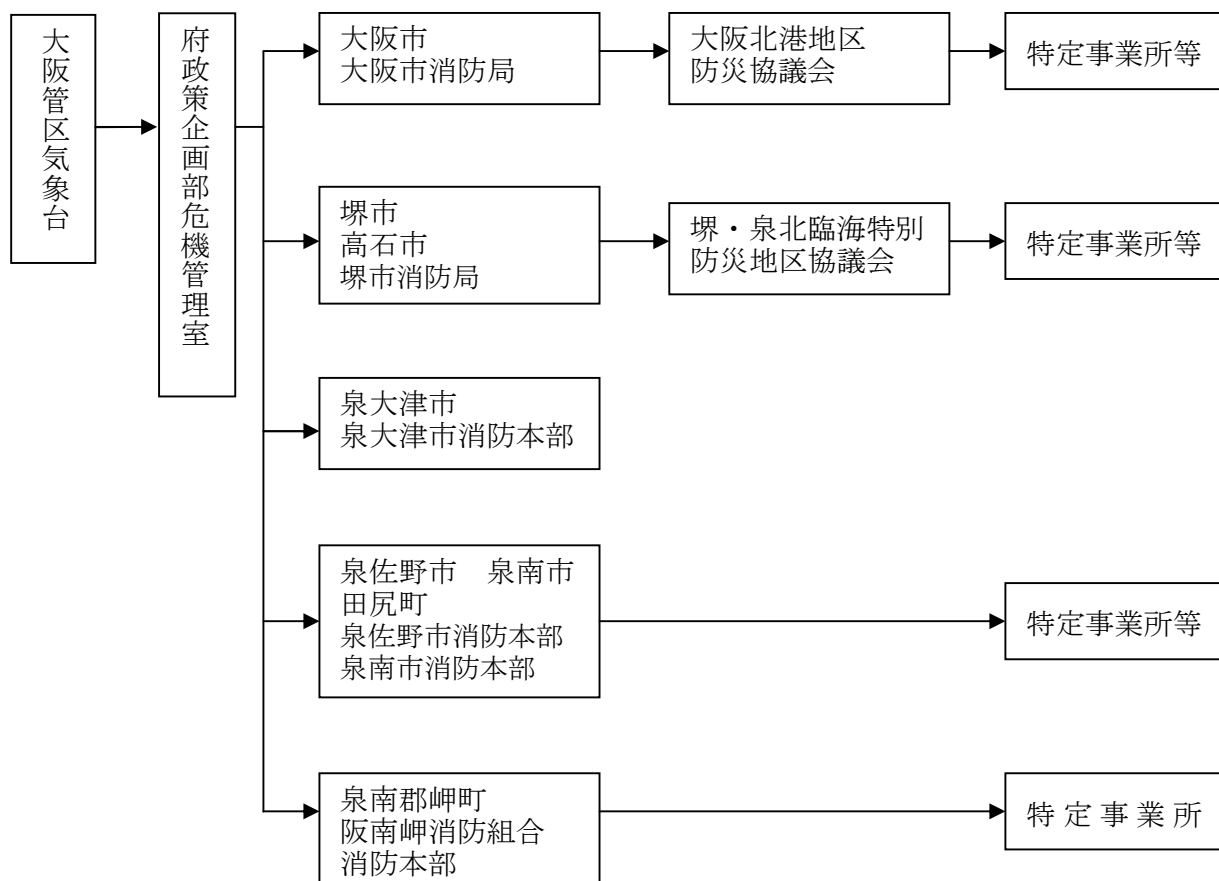 大阪管区気象台
府政策企画部危機管理室
大阪市
大阪市消防局
大阪北港地区
防災協議会
特定事業所等
堺市
高石市
堺市消防局
堺・泉北臨海特別
防災地区協議会
特定事業所等
泉大津市
泉大津市消防本部
泉佐野市　泉南市
田尻町
泉佐野市消防本部
泉南市消防本部
特定事業所等
泉南郡岬町
阪南岬消防組合
消防本部
特 定 事 業 所